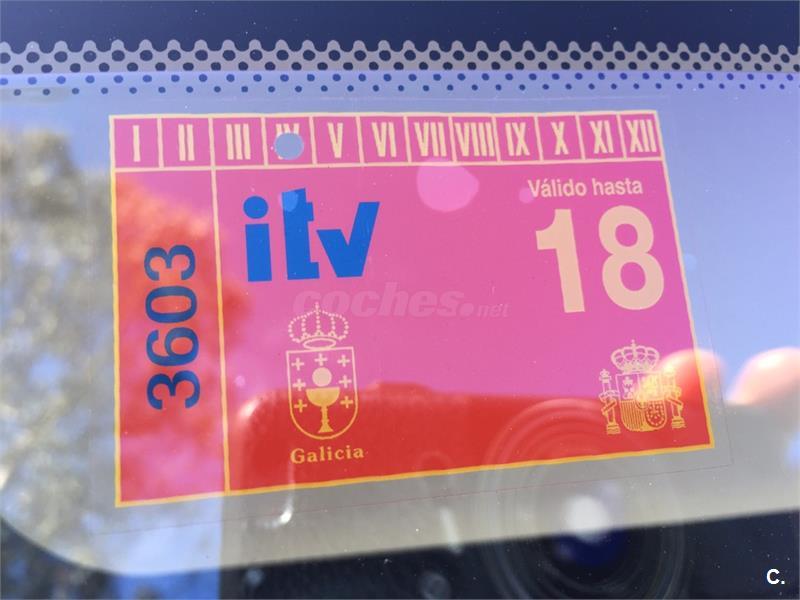 I II III IV V VI VII VIII IX X XI XII
Válido hasta
itv
18
3603
coches.net
Galicia
C.